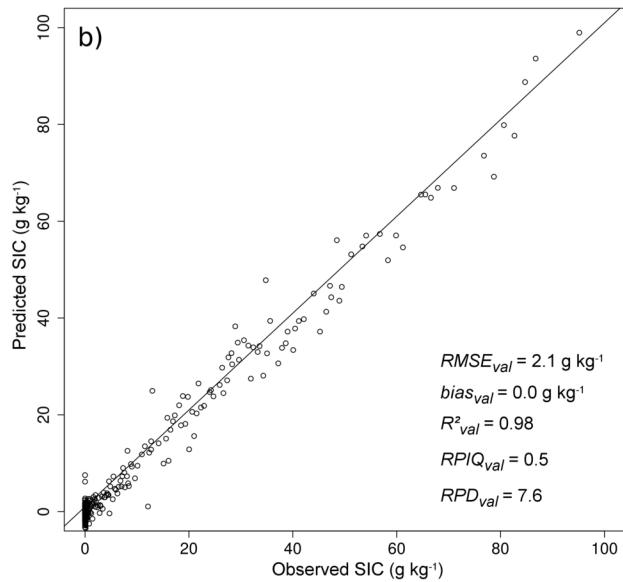 b)
100
80
60
40
20
0
Predicted SIC (g kg⁻¹)
RMSEval = 2.1 g kg⁻¹
biasval = 0.0 g kg⁻¹
R²val = 0.98
RPIQval = 0.5
RPDval = 7.6
0 20 40 60 80 100
Observed SIC (g kg⁻¹)